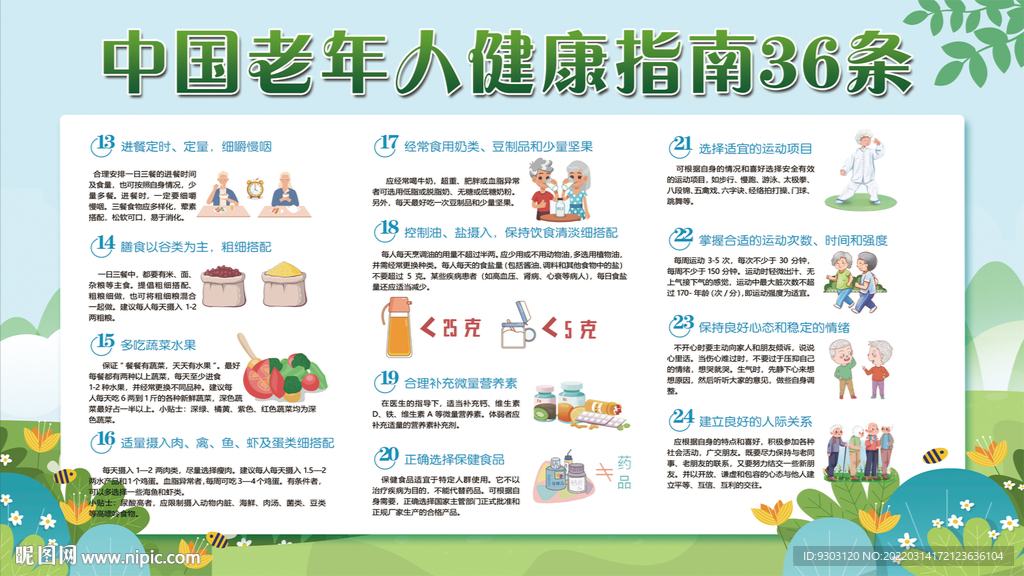 中国老年人健康指南36条
13 进餐定时、定量，细嚼慢咽
合理安排一日三餐的进餐时间
及食量，也可按照自身情况，少
量多餐。进餐时，一定要细嚼
慢咽。三餐食物应多样化，荤素
搭配，松软可口，易于消化。
14 膳食以谷类为主，粗细搭配
一日三餐中，都要有米、面、
杂粮等主食。提倡粗细搭配、
粗粮细做，也可将粗细粮混合
一起做。建议每人每天摄入 1-2
两粗粮。
15 多吃蔬菜水果
保证“餐餐有蔬菜，天天有水果”。最好
每餐都有两种以上蔬菜，每天至少进食
1-2 种水果，并经常更换不同品种。建议每
人每天吃 6 两到 1 斤的各种新鲜蔬菜，深色蔬
菜最好占一半以上。小贴士：深绿、橘黄、紫色、红色蔬菜均为深
色蔬菜。
16 适量摄入肉、禽、鱼、虾及蛋类细搭配
每天摄入 1—2 两肉类，尽量选择瘦肉。建议每人每天摄入 1.5—2
两水产品和 1 个鸡蛋。血脂异常者，每周可吃 3—4 个鸡蛋。有条件者，
可以多选择一些海鱼和虾类。
小贴士：尿酸高者，应限制摄入动物内脏、海鲜、肉汤、菌类、豆类
等高嘌呤食物。
17 经常食用奶类、豆制品和少量坚果
应经常喝牛奶，超重、肥胖或血脂异常
者可选用低脂或脱脂奶、无糖或低糖奶粉。
另外，每天最好吃一次豆制品和少量坚果。
18 控制油、盐摄入，保持饮食清淡细搭配
每人每天烹调油的用量不超过半两。应少用或不用动物油，多选用植物油，
并需经常更换种类。每人每天的食盐量（包括酱油、调料和其他食物中的盐）
不要超过 5 克。某些疾病患者（如高血压、肾病、心衰等病人），每日食盐
量还应适当减少。
<25 克
<5 克
19 合理补充微量营养素
在医生的指导下，适当补充钙、维生素
D、铁、维生素 A 等微量营养素。体弱者应
补充适量的营养素补充剂。
20 正确选择保健食品
保健食品适宜于特定人群使用。它不以
治疗疾病为目的，不能代替药品。可根据自
身需要，正确选择国家主管部门正式批准和
正规厂家生产的合格产品。
≠
药
品
21 选择适宜的运动项目
可根据自身的情况和喜好选择安全有效
的运动项目，如步行、慢跑、游泳、太极拳、
八段锦、五禽戏、六字诀、经络拍打操、门球、
跳舞等。
22 掌握合适的运动次数、时间和强度
每周运动 3-5 次，每次不少于 30 分钟，
每周不少于 150 分钟。运动时轻微出汗、无
上气接下气的感觉，运动中最大脏次数不超
过 170- 年龄（次 / 分），即运动强度为适宜。
23 保持良好心态和稳定的情绪
不开心时要主动向家人和朋友倾诉，说说
心里话。当伤心难过时，不要过于压抑自己
的情绪，想哭就哭。生气时，先静下心来想
想原因，然后听听大家的意见，做些自身调
整。
24 建立良好的人际关系
应根据自身的特点和喜好，积极参加各种
社会活动，广交朋友。既要尽力保持与老同
事、老朋友的联系，又要努力结交一些新朋
友，并以开放、谦虚和包容的心态与他人建
立平等、互信、互利的交往。
昵图网 www.nipic.com
ID:9303120 NO:20220314172123636104